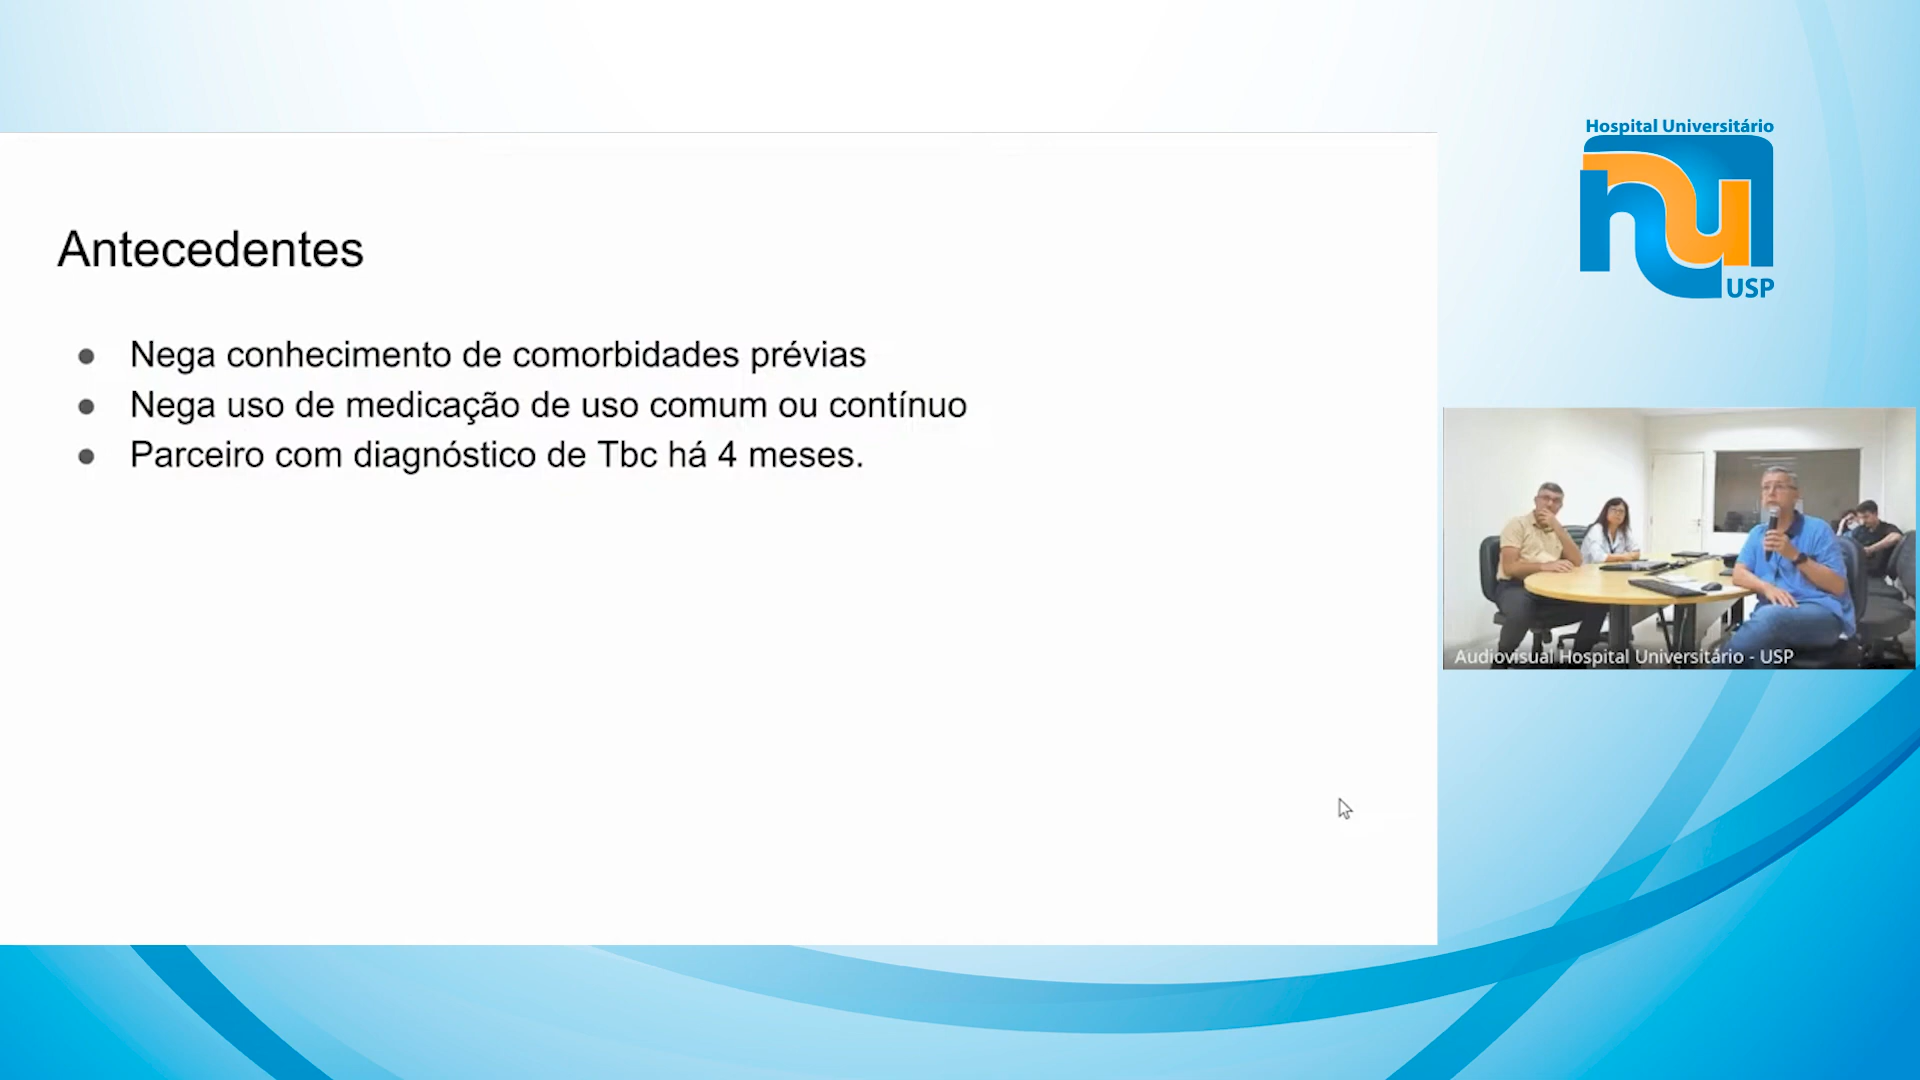 Hospital Universitário
USP
Antecedentes
● Nega conhecimento de comorbidades prévias
● Nega uso de medicação de uso comum ou contínuo
● Parceiro com diagnóstico de Tbc há 4 meses.
Audiovisual Hospital Universitário - USP